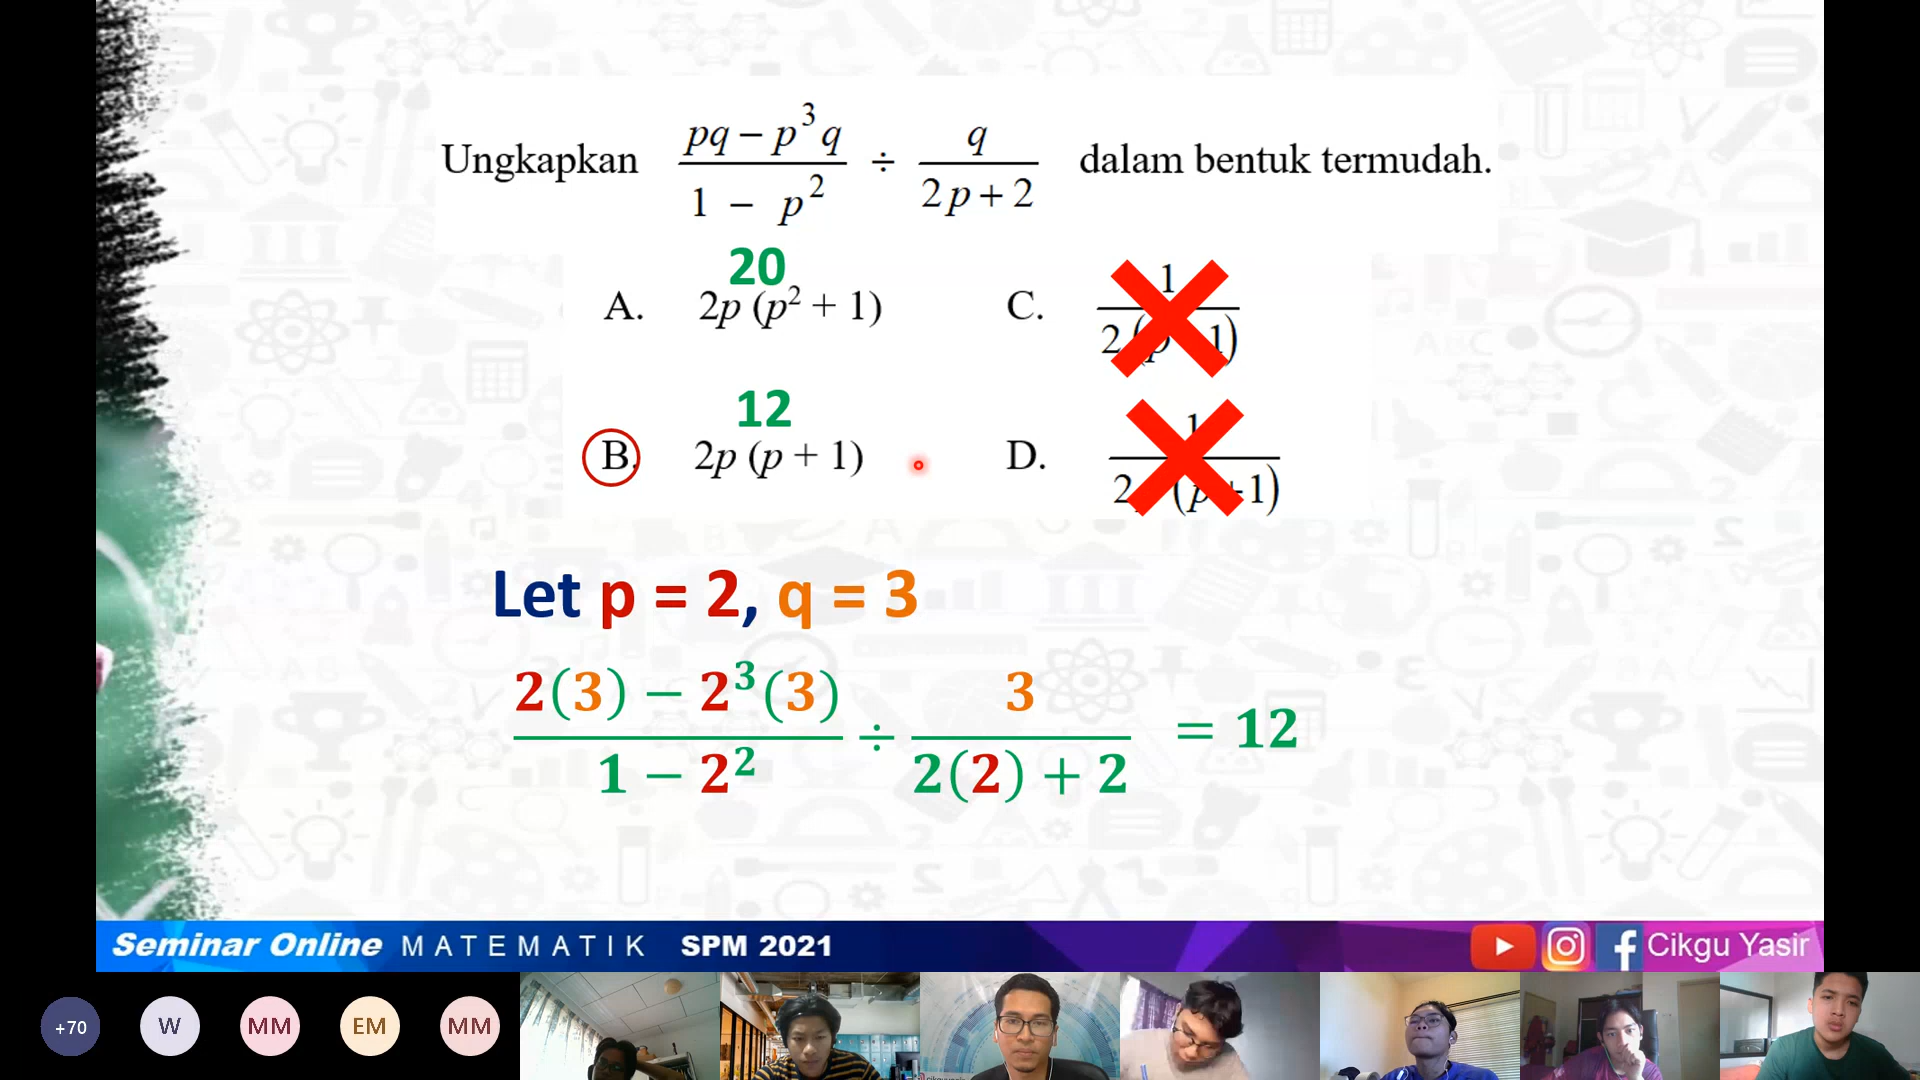 Ungkapkan (pq − p³q)/(1 − p²) ÷ q/(2p + 2) dalam bentuk termudah.
20
A. 2p (p² + 1)
C.
12
B. 2p (p + 1)
D.
Let p = 2, q = 3
(2(3) − 2³(3))/(1 − 2²) ÷ 3/(2(2) + 2) = 12
Seminar Online MATEMATIK SPM 2021
Cikgu Yasir
+70 W MM EM MM